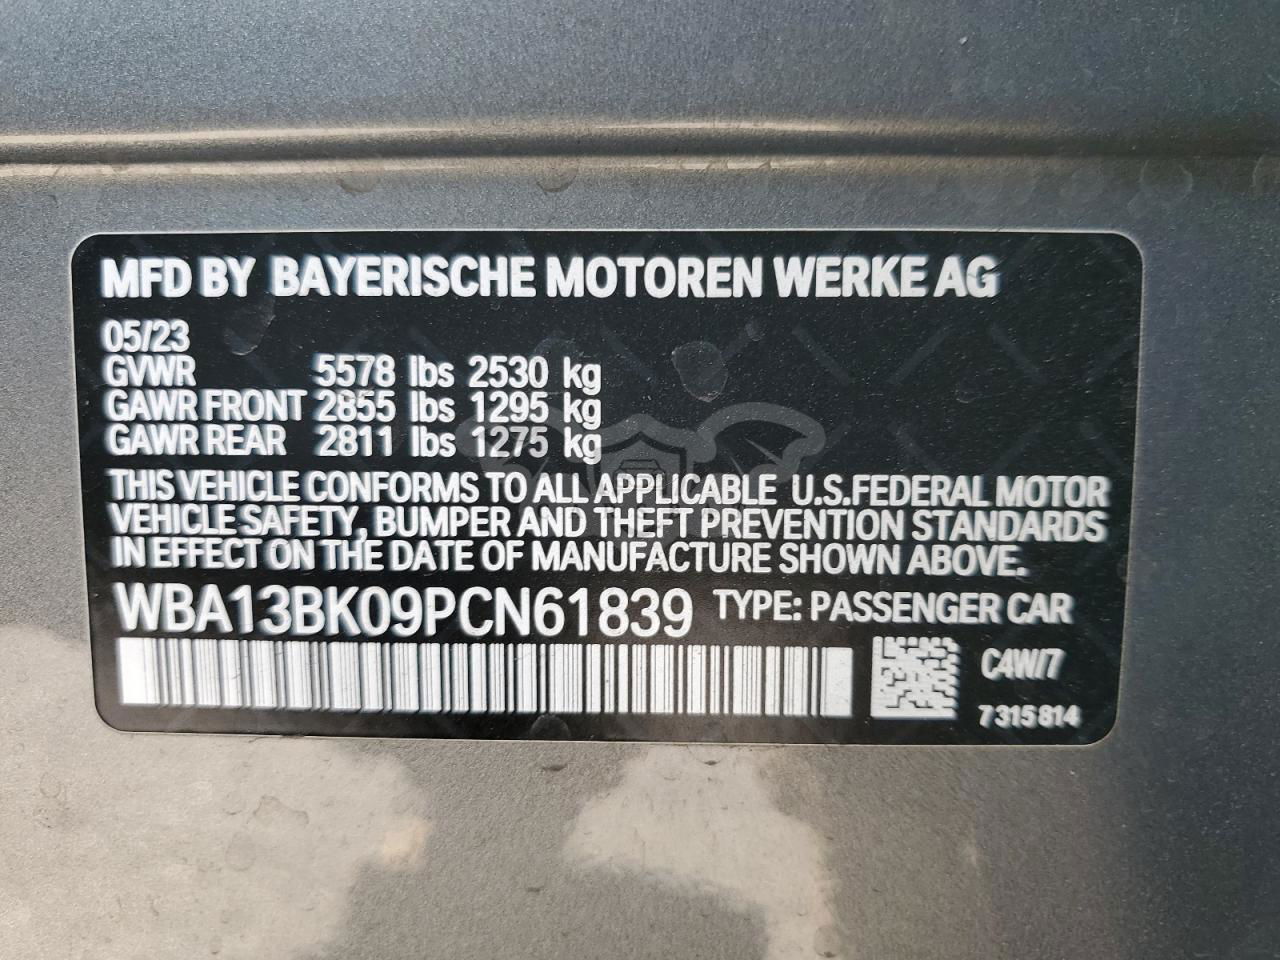 MFD BY BAYERISCHE MOTOREN WERKE AG
05/23
GVWR 5578 lbs 2530 kg
GAWR FRONT 2855 lbs 1295 kg
GAWR REAR 2811 lbs 1275 kg
THIS VEHICLE CONFORMS TO ALL APPLICABLE U.S.FEDERAL MOTOR
VEHICLE SAFETY, BUMPER AND THEFT PREVENTION STANDARDS
IN EFFECT ON THE DATE OF MANUFACTURE SHOWN ABOVE.
WBA13BK09PCN61839 TYPE: PASSENGER CAR
C4W/7
7315814